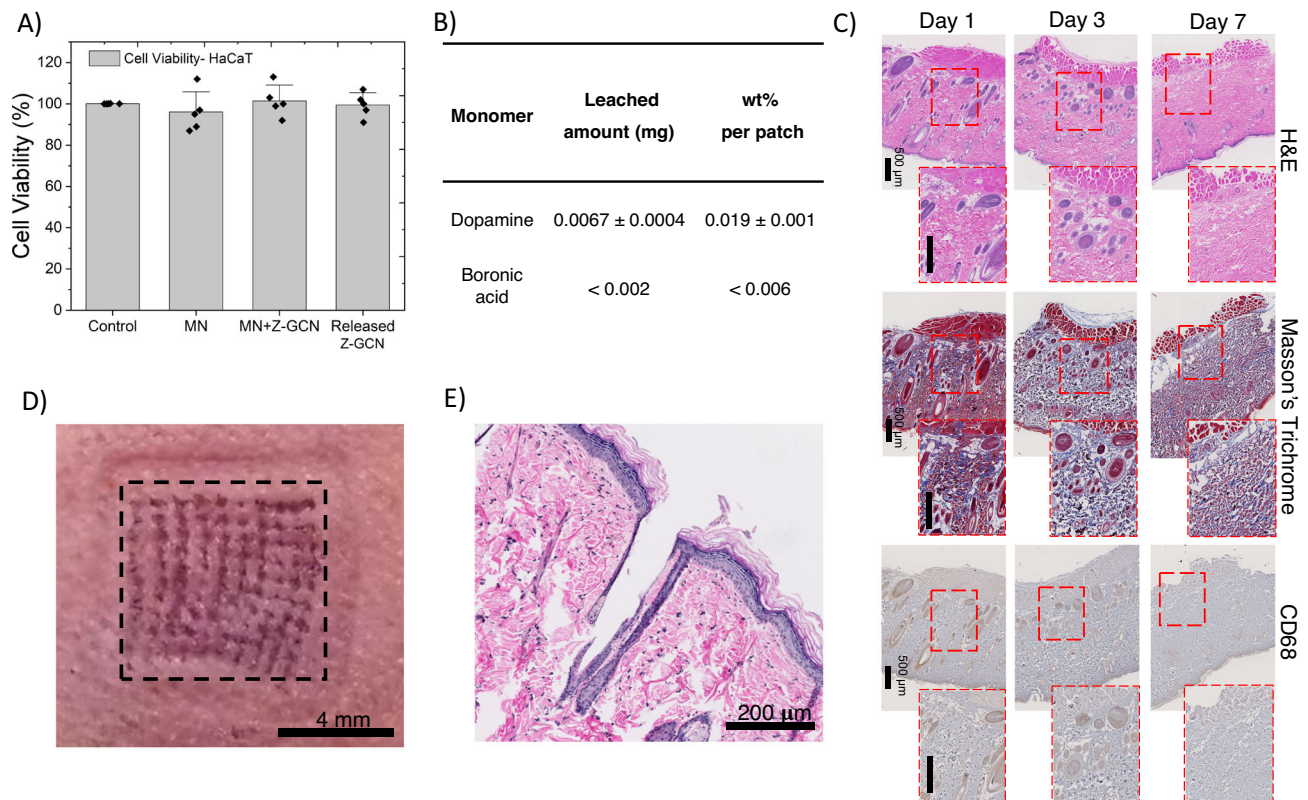 A)
Cell Viability- HaCaT
Cell Viability (%)
120
100
80
60
40
20
0
Control
MN
MN+Z-GCN
Released
Z-GCN
B)
Monomer
Leached
amount (mg)
wt%
per patch
Dopamine
0.0067 ± 0.0004
0.019 ± 0.001
Boronic
acid
< 0.002
< 0.006
C)
Day 1
Day 3
Day 7
500 µm
H&E
500 µm
Masson's Trichrome
500 µm
CD68
D)
4 mm
E)
200 µm